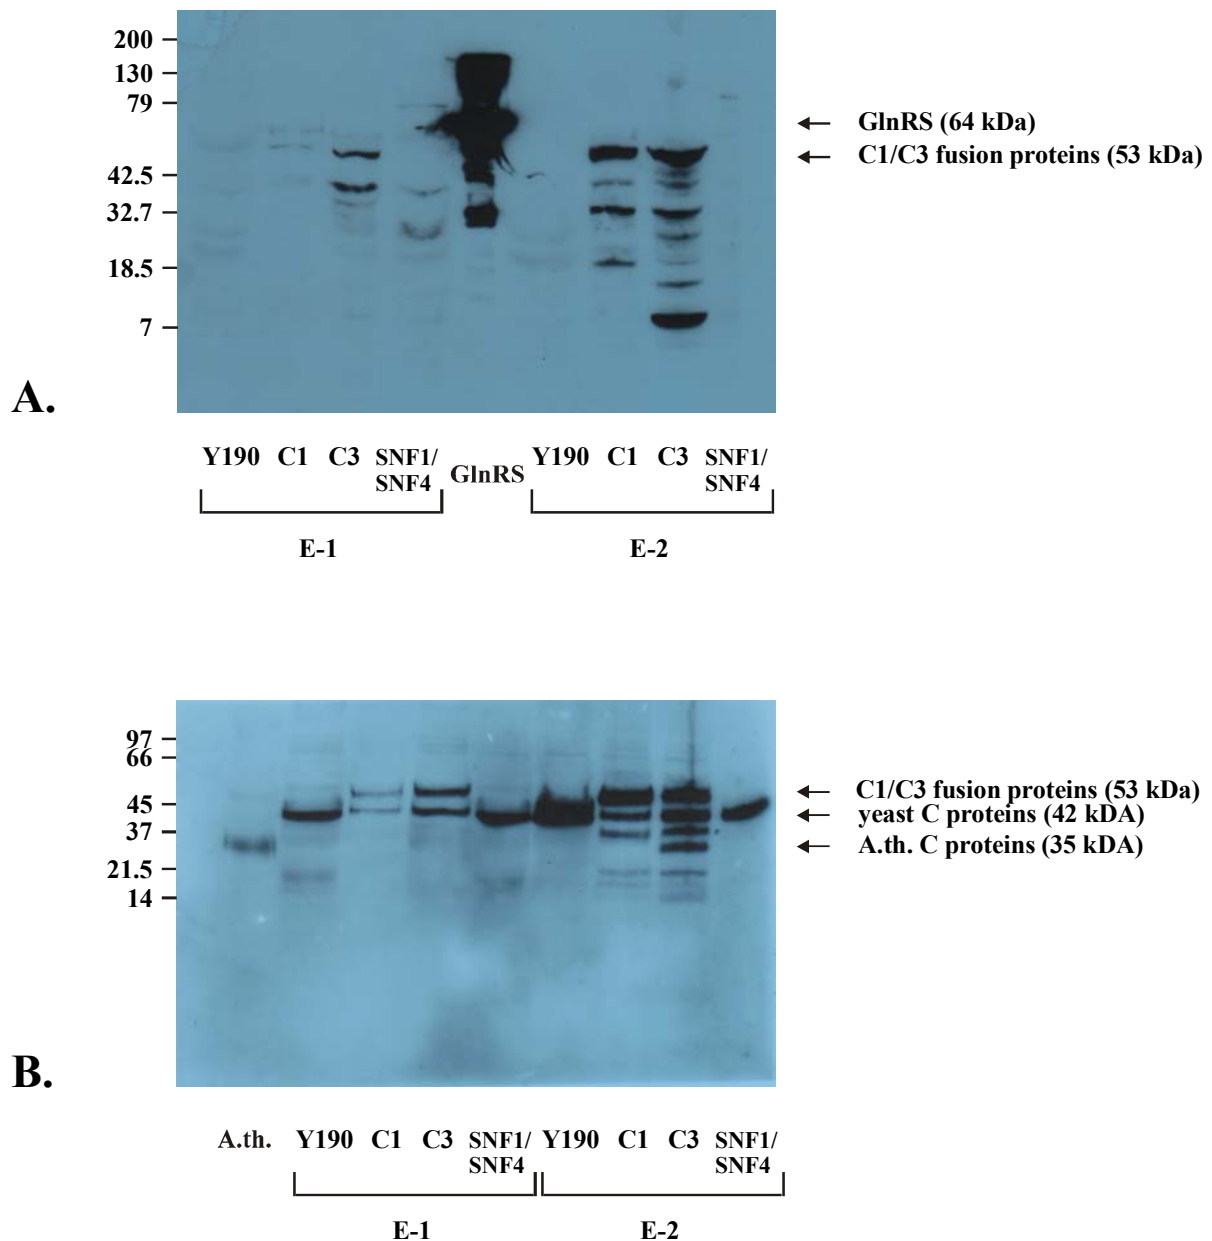 200
130
79
42.5
32.7
18.5
7
GlnRS (64 kDa)
C1/C3 fusion proteins (53 kDa)
A.
Y190 C1 C3 SNF1/ SNF4 GlnRS Y190 C1 C3 SNF1/ SNF4
E-1 E-2
97
66
45
37
21.5
14
C1/C3 fusion proteins (53 kDa)
yeast C proteins (42 kDA)
A.th. C proteins (35 kDA)
B.
A.th. Y190 C1 C3 SNF1/ SNF4 Y190 C1 C3 SNF1/ SNF4
E-1 E-2